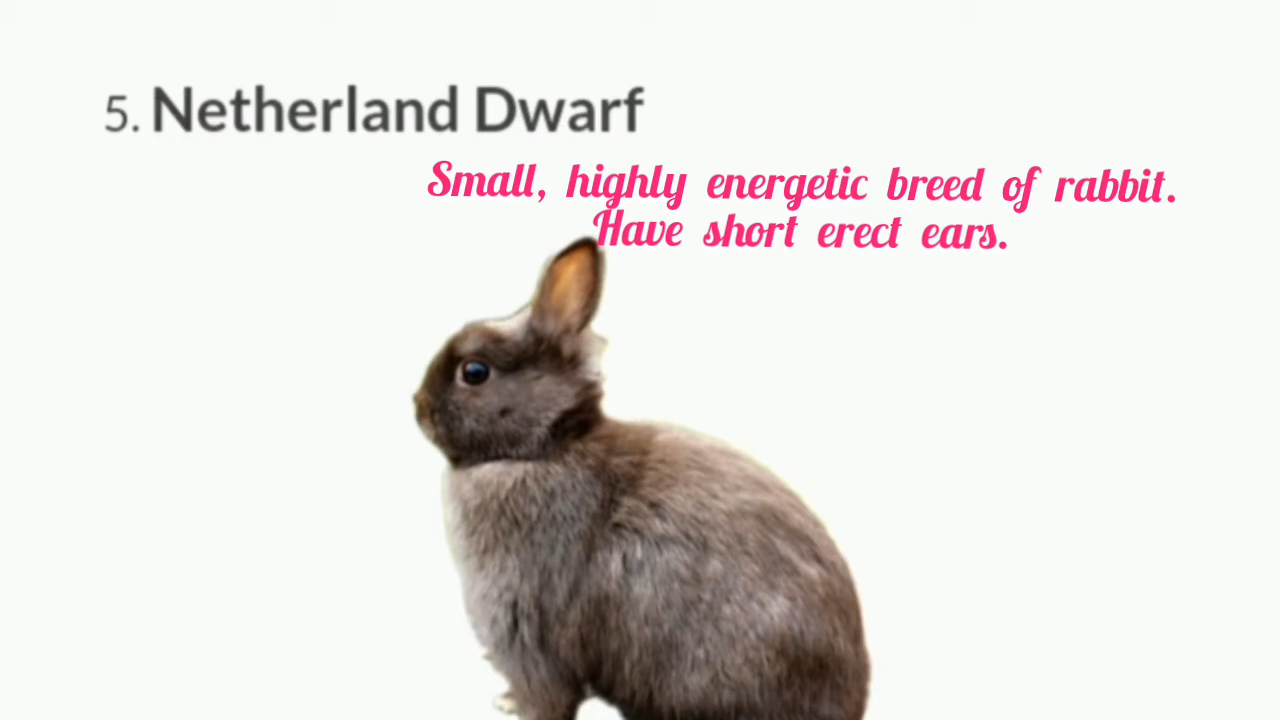 5. Netherland Dwarf
Small, highly energetic breed of rabbit.
Have short erect ears.